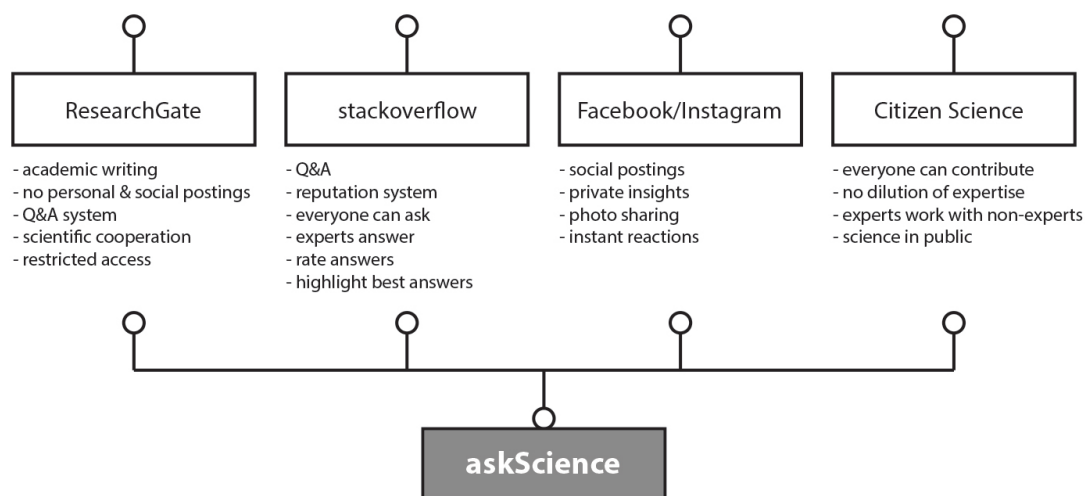 ResearchGate
- academic writing
- no personal & social postings
- Q&A system
- scientific cooperation
- restricted access
stackoverflow
- Q&A
- reputation system
- everyone can ask
- experts answer
- rate answers
- highlight best answers
Facebook/Instagram
- social postings
- private insights
- photo sharing
- instant reactions
Citizen Science
- everyone can contribute
- no dilution of expertise
- experts work with non-experts
- science in public
askScience